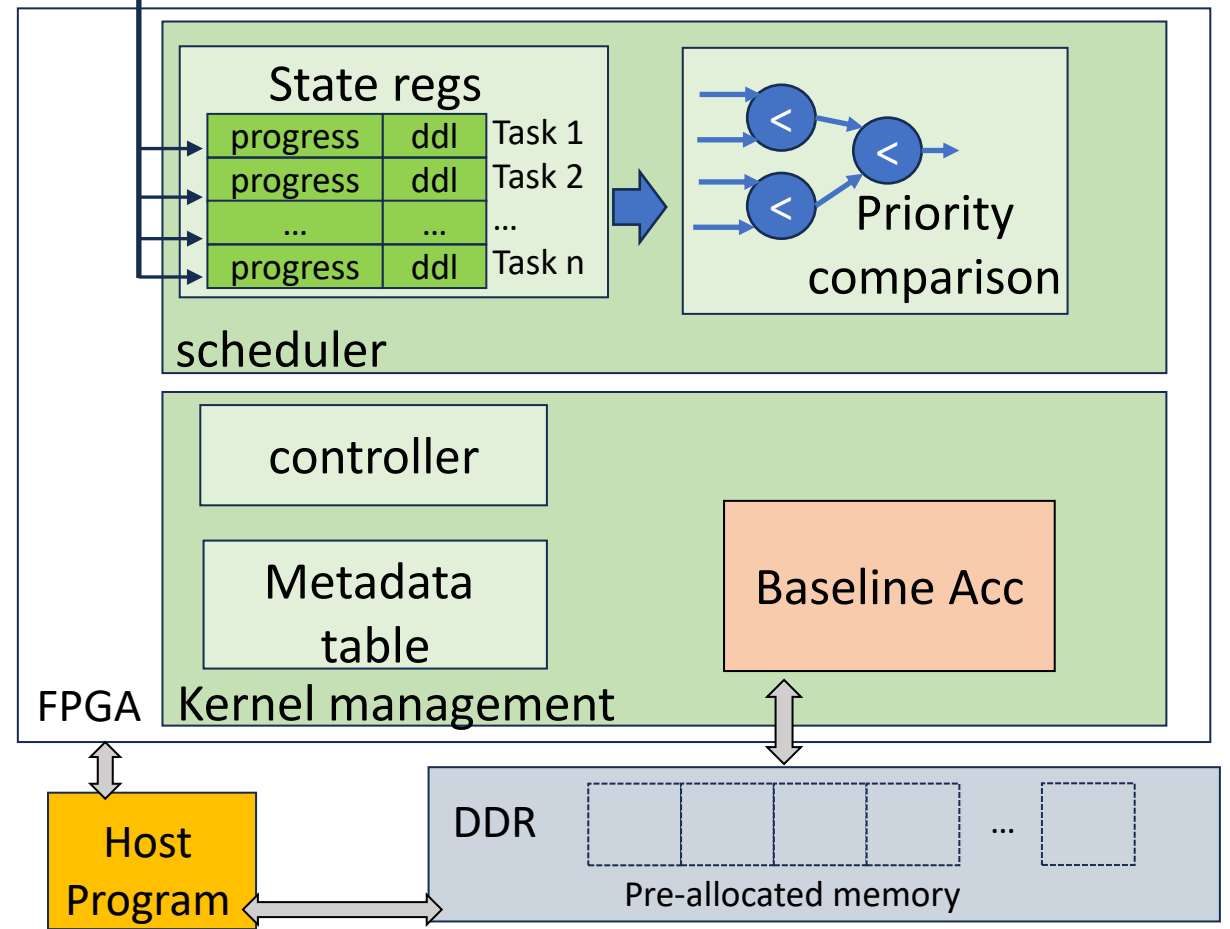 State regs
progress ddl Task 1
progress ddl Task 2
... ... ...
progress ddl Task n
< < <
Priority
comparison
scheduler
controller
Metadata
table
Baseline Acc
FPGA
Kernel management
Host
Program
DDR
...
Pre-allocated memory